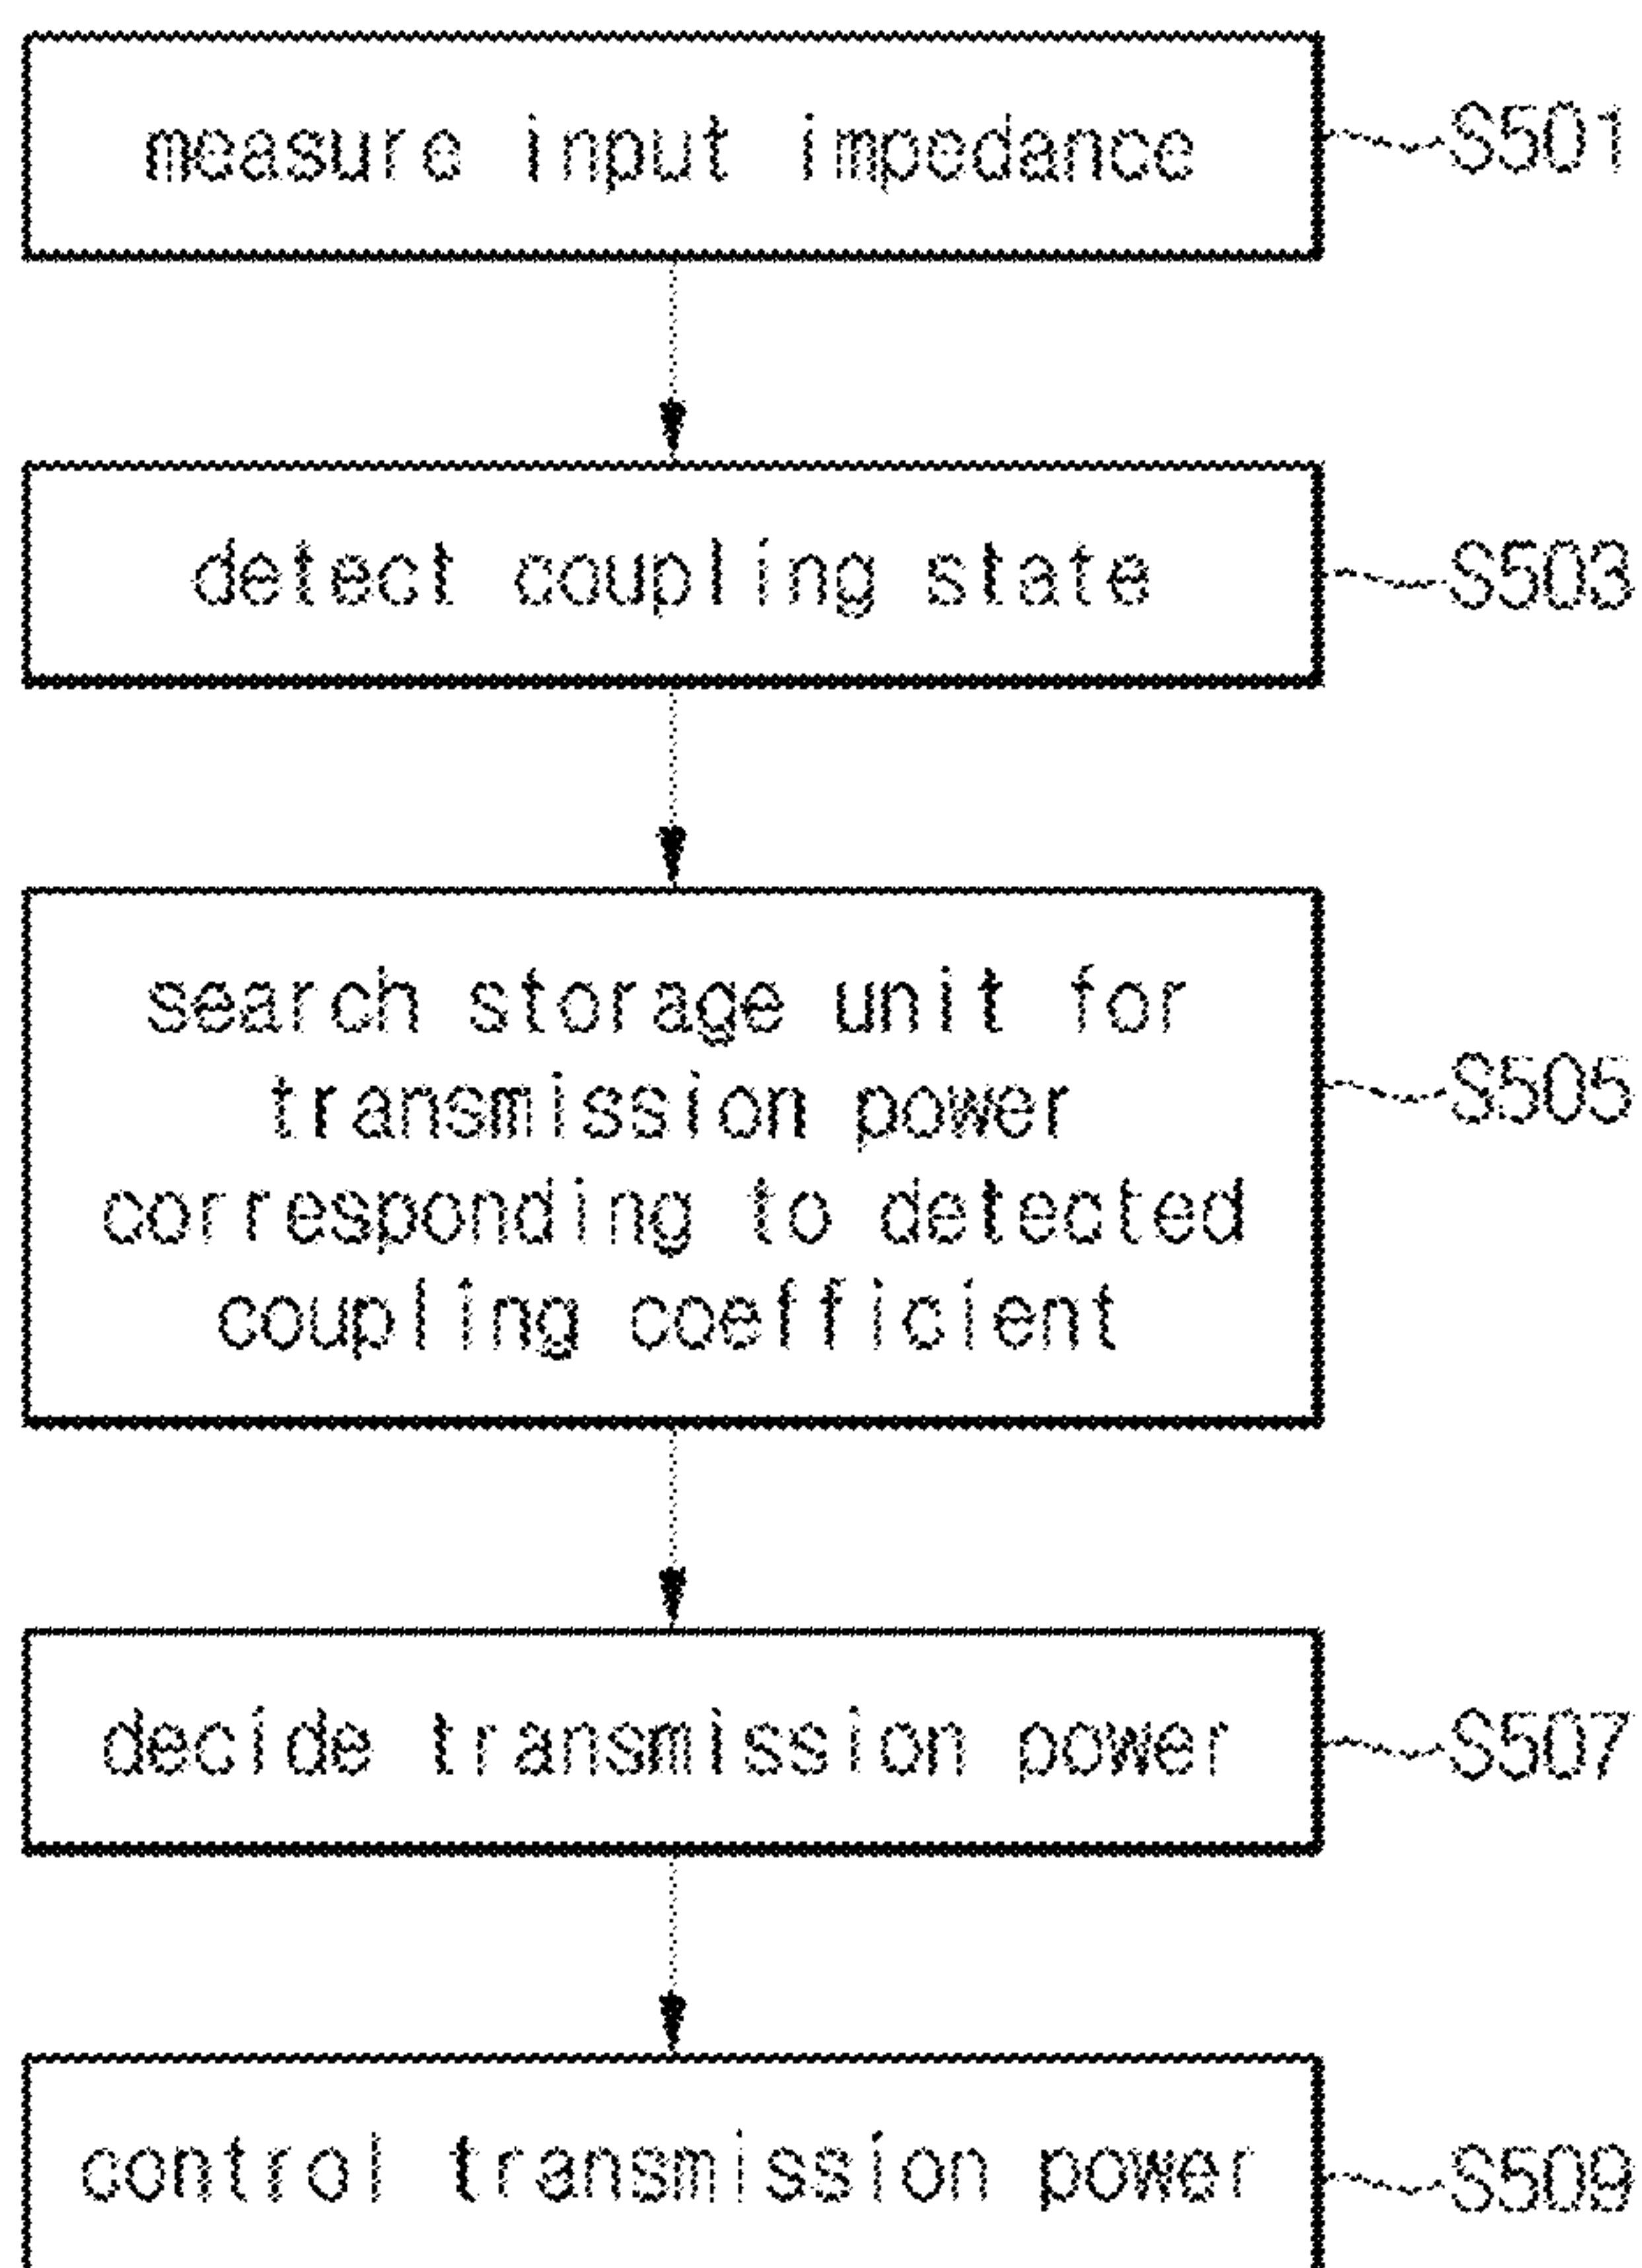 measure input impedance
S501
detect coupling state
S503
search storage unit for
transmission power
corresponding to detected
coupling coefficient
S505
decide transmission power
S507
control transmission power
S509